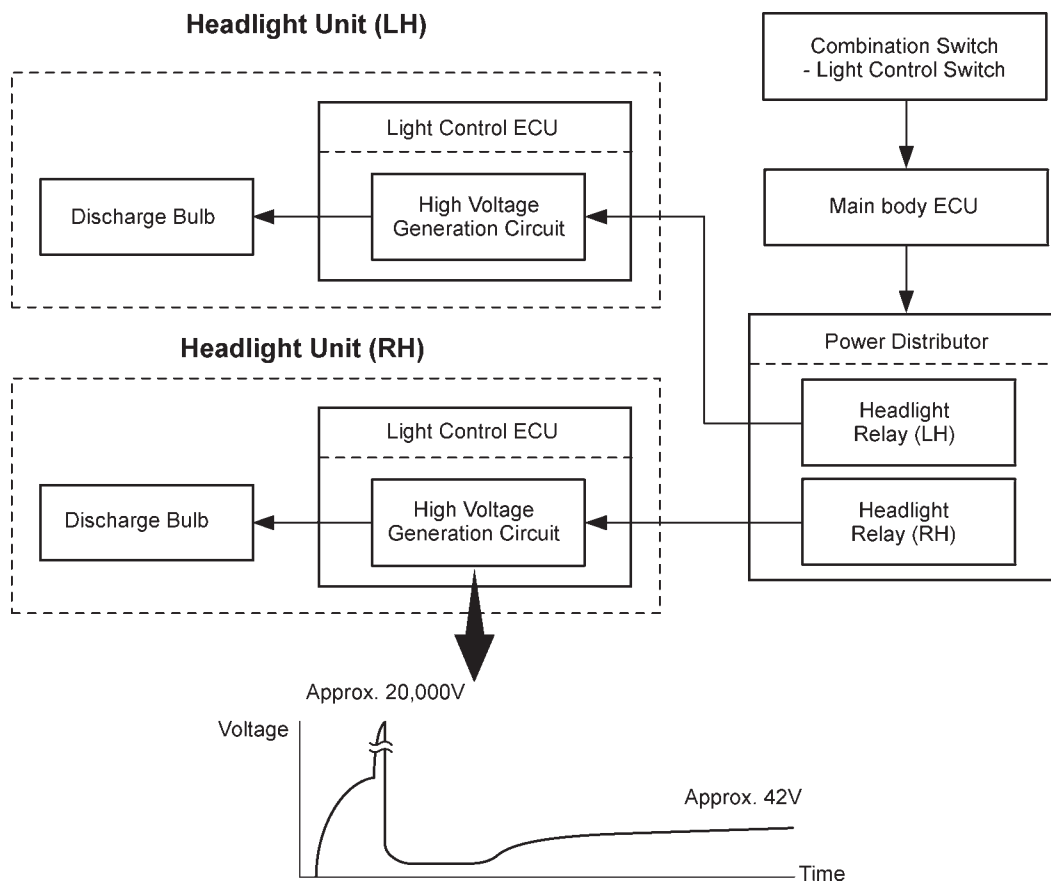 Headlight Unit (LH)
Combination Switch
- Light Control Switch
Light Control ECU
Discharge Bulb
High Voltage
Generation Circuit
Main body ECU
Headlight Unit (RH)
Power Distributor
Headlight
Relay (LH)
Light Control ECU
Discharge Bulb
High Voltage
Generation Circuit
Headlight
Relay (RH)
Approx. 20,000V
Voltage
Approx. 42V
Time